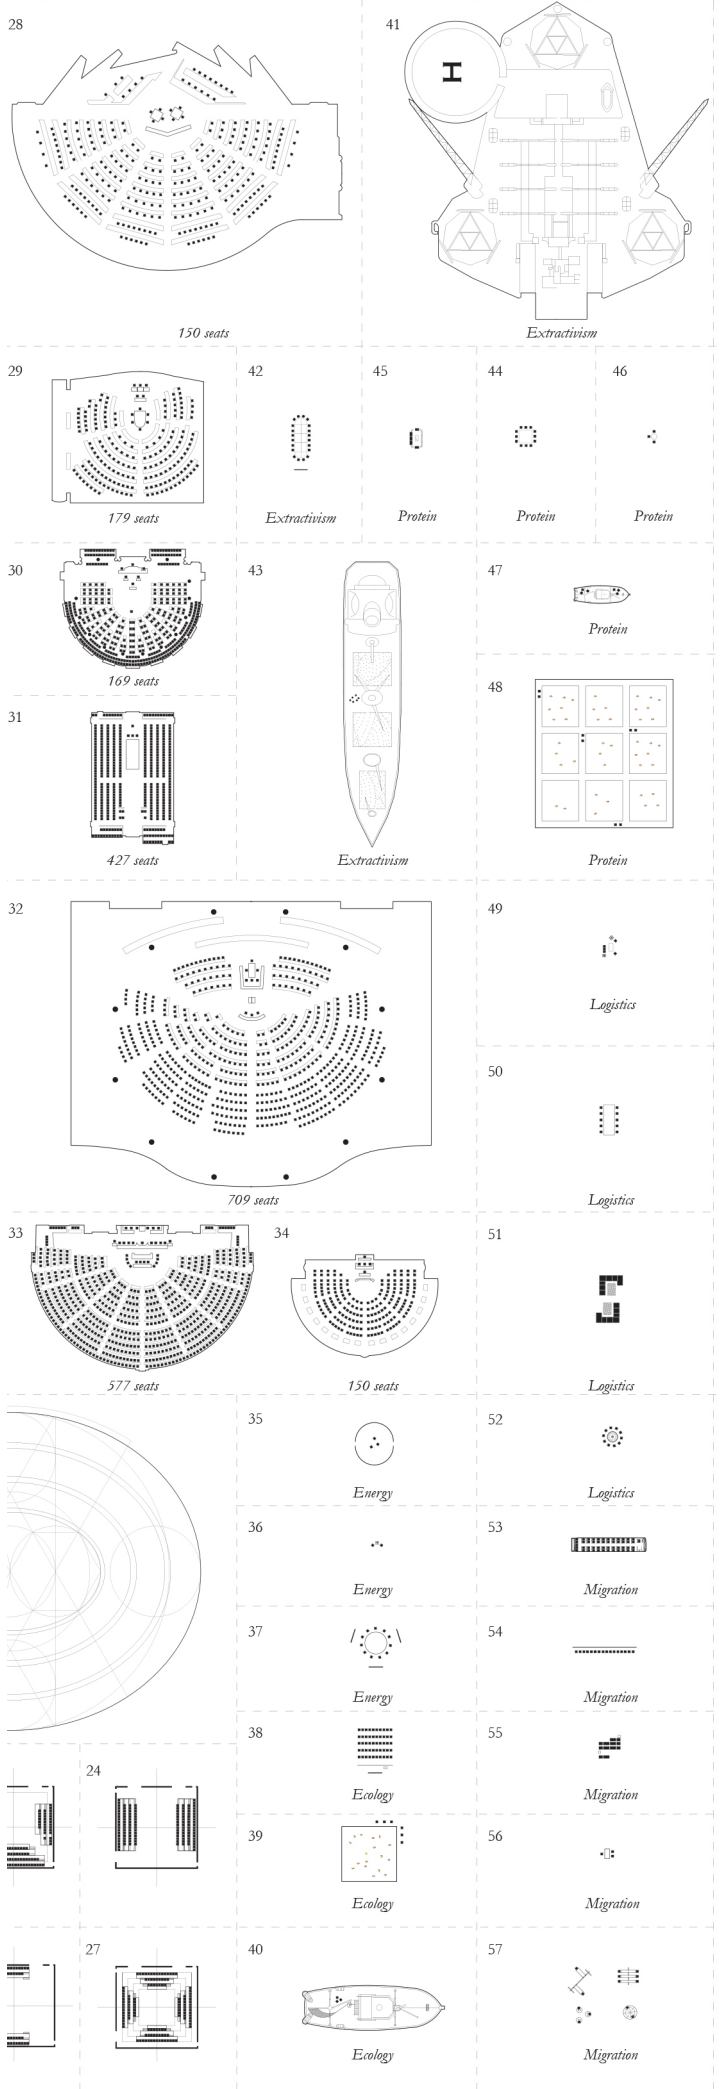 28
150 seats
41
Extractivism
29
179 seats
42
Extractivism
45
Protein
44
Protein
46
Protein
30
169 seats
31
427 seats
43
Extractivism
47
Protein
48
Protein
32
709 seats
49
Logistics
50
Logistics
33
577 seats
34
150 seats
51
Logistics
35
Energy
52
Logistics
36
Energy
53
Migration
37
Energy
54
Migration
38
Ecology
55
Migration
24
39
Ecology
56
Migration
27
40
Ecology
57
Migration
H